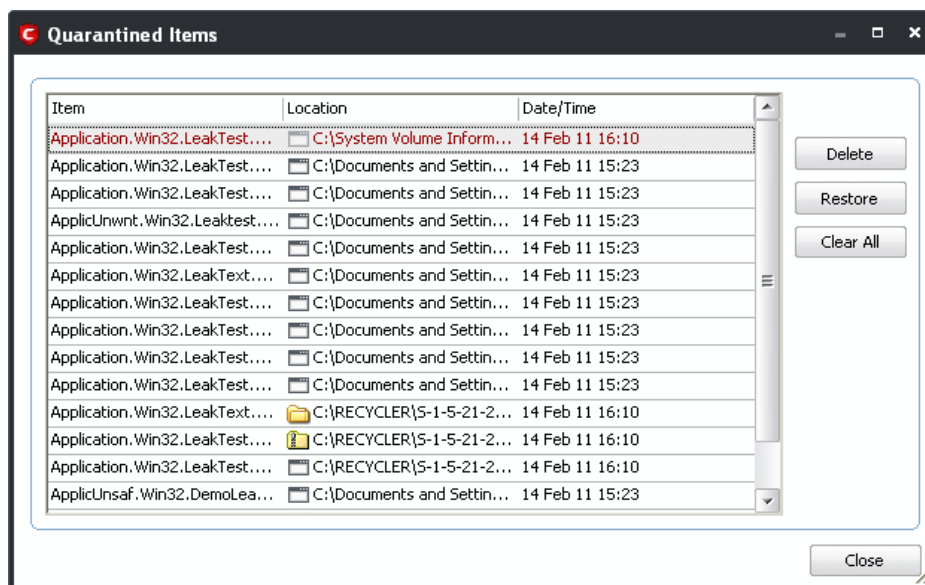 Quarantined Items
Item Location Date/Time
Application.Win32.LeakTest.... C:\System Volume Inform... 14 Feb 11 16:10
Application.Win32.LeakTest.... C:\Documents and Settin... 14 Feb 11 15:23
Application.Win32.LeakTest.... C:\Documents and Settin... 14 Feb 11 15:23
ApplicUnwnt.Win32.Leaktest.... C:\Documents and Settin... 14 Feb 11 15:23
Application.Win32.LeakTest.... C:\Documents and Settin... 14 Feb 11 15:23
Application.Win32.LeakText.... C:\Documents and Settin... 14 Feb 11 15:23
Application.Win32.LeakTest.... C:\Documents and Settin... 14 Feb 11 15:23
Application.Win32.LeakTest.... C:\Documents and Settin... 14 Feb 11 15:23
Application.Win32.LeakTest.... C:\Documents and Settin... 14 Feb 11 15:23
Application.Win32.LeakTest.... C:\Documents and Settin... 14 Feb 11 15:23
Application.Win32.LeakText.... C:\RECYCLER\S-1-5-21-2... 14 Feb 11 16:10
Application.Win32.LeakTest.... C:\RECYCLER\S-1-5-21-2... 14 Feb 11 16:10
Application.Win32.LeakTest.... C:\RECYCLER\S-1-5-21-2... 14 Feb 11 16:10
ApplicUnsaf.Win32.DemoLea... C:\Documents and Settin... 14 Feb 11 15:23
Delete
Restore
Clear All
Close